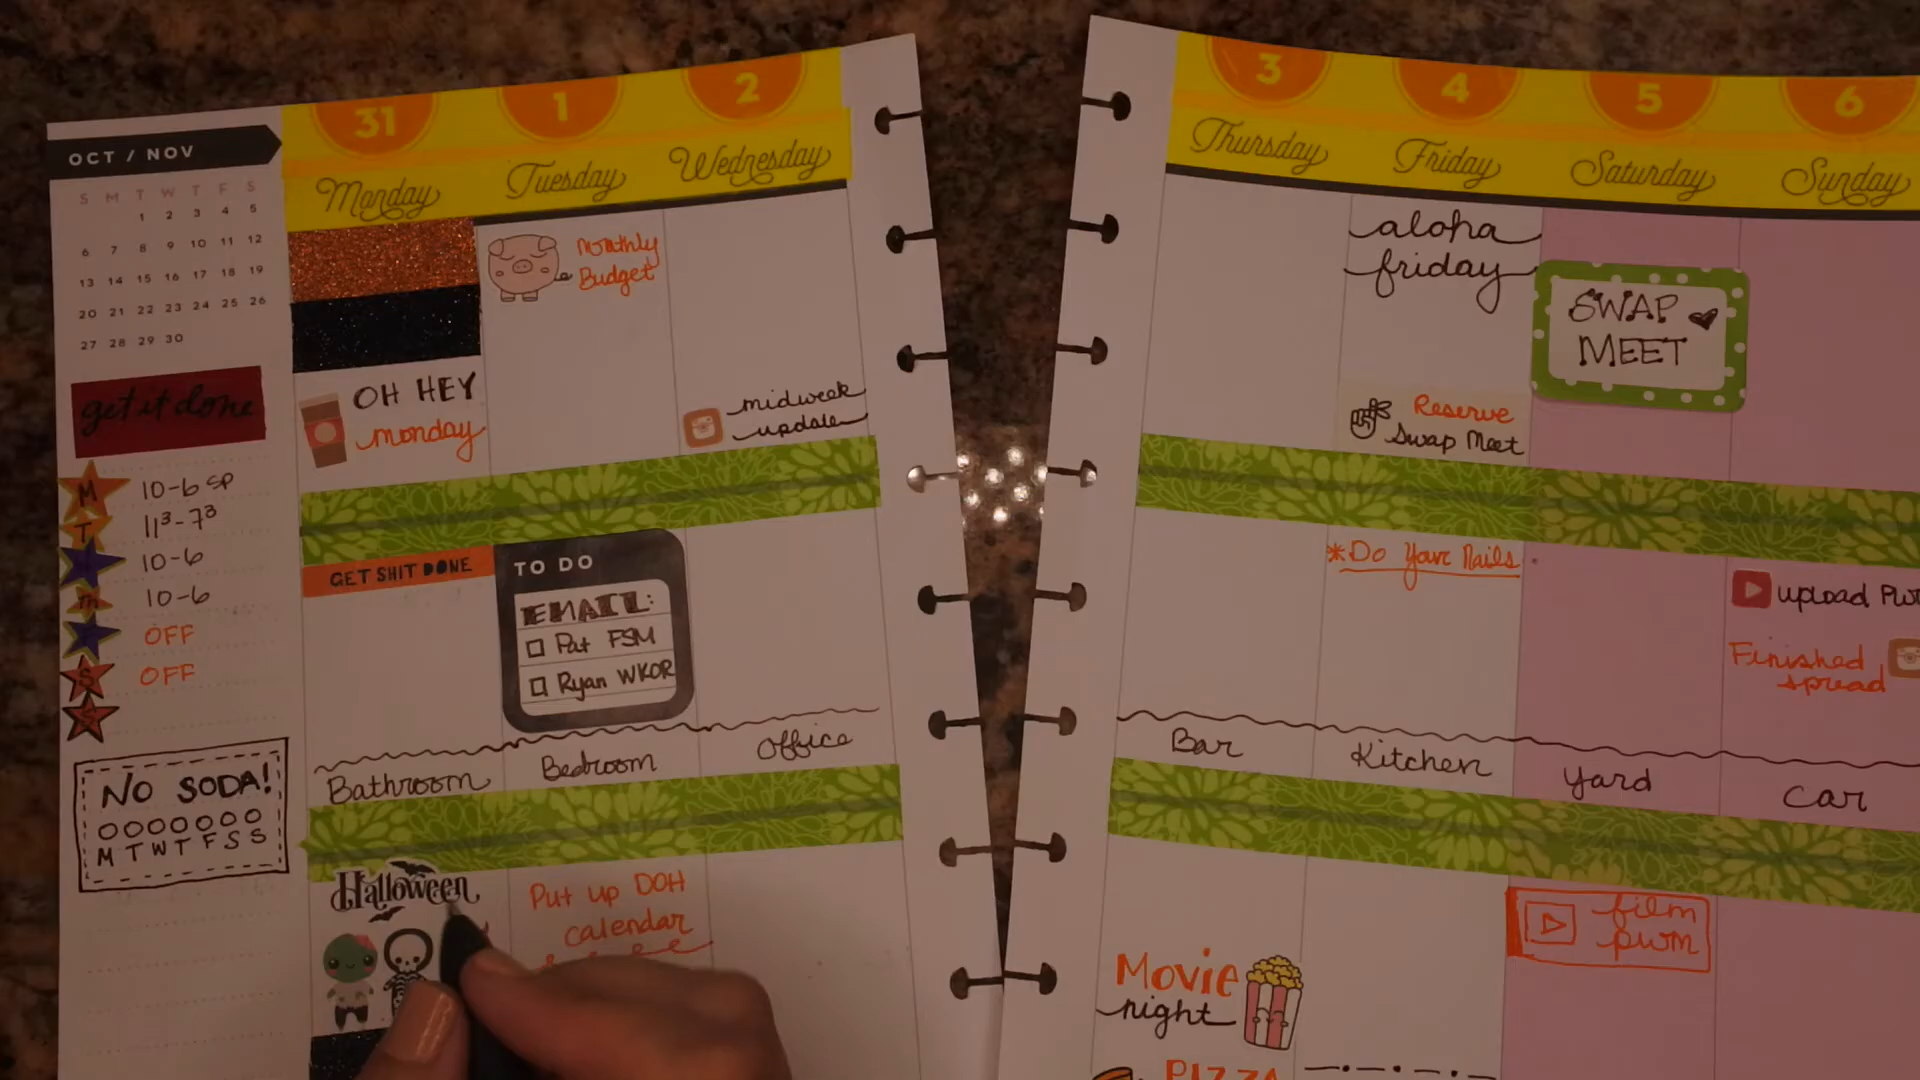 OCT / NOV
S M T W T F S
1 2 3 4 5
6 7 8 9 10 11 12
13 14 15 16 17 18 19
20 21 22 23 24 25 26
27 28 29 30
get it done
M 10-6 SP
T 11³-7³
10-6
10-6
OFF
S OFF
S
NO SODA!
M T W T F S S
31
Monday
OH HEY
monday
GET SHIT DONE
Bathroom
Halloween
1
Tuesday
Monthly
Budget
TO DO
EMAIL:
Pat FSM
Ryan WKOR
Bedroom
Put up DOH
calendar
2
Wednesday
midweek
update
Office
3
Thursday
Bar
Movie
night
PIZZA
4
Friday
aloha
friday
Reserve
Swap Meet
*Do Your Nails
Kitchen
5
Saturday
SWAP
MEET
Yard
film
pwm
6
Sunday
upload PW
Finished
spread
Car